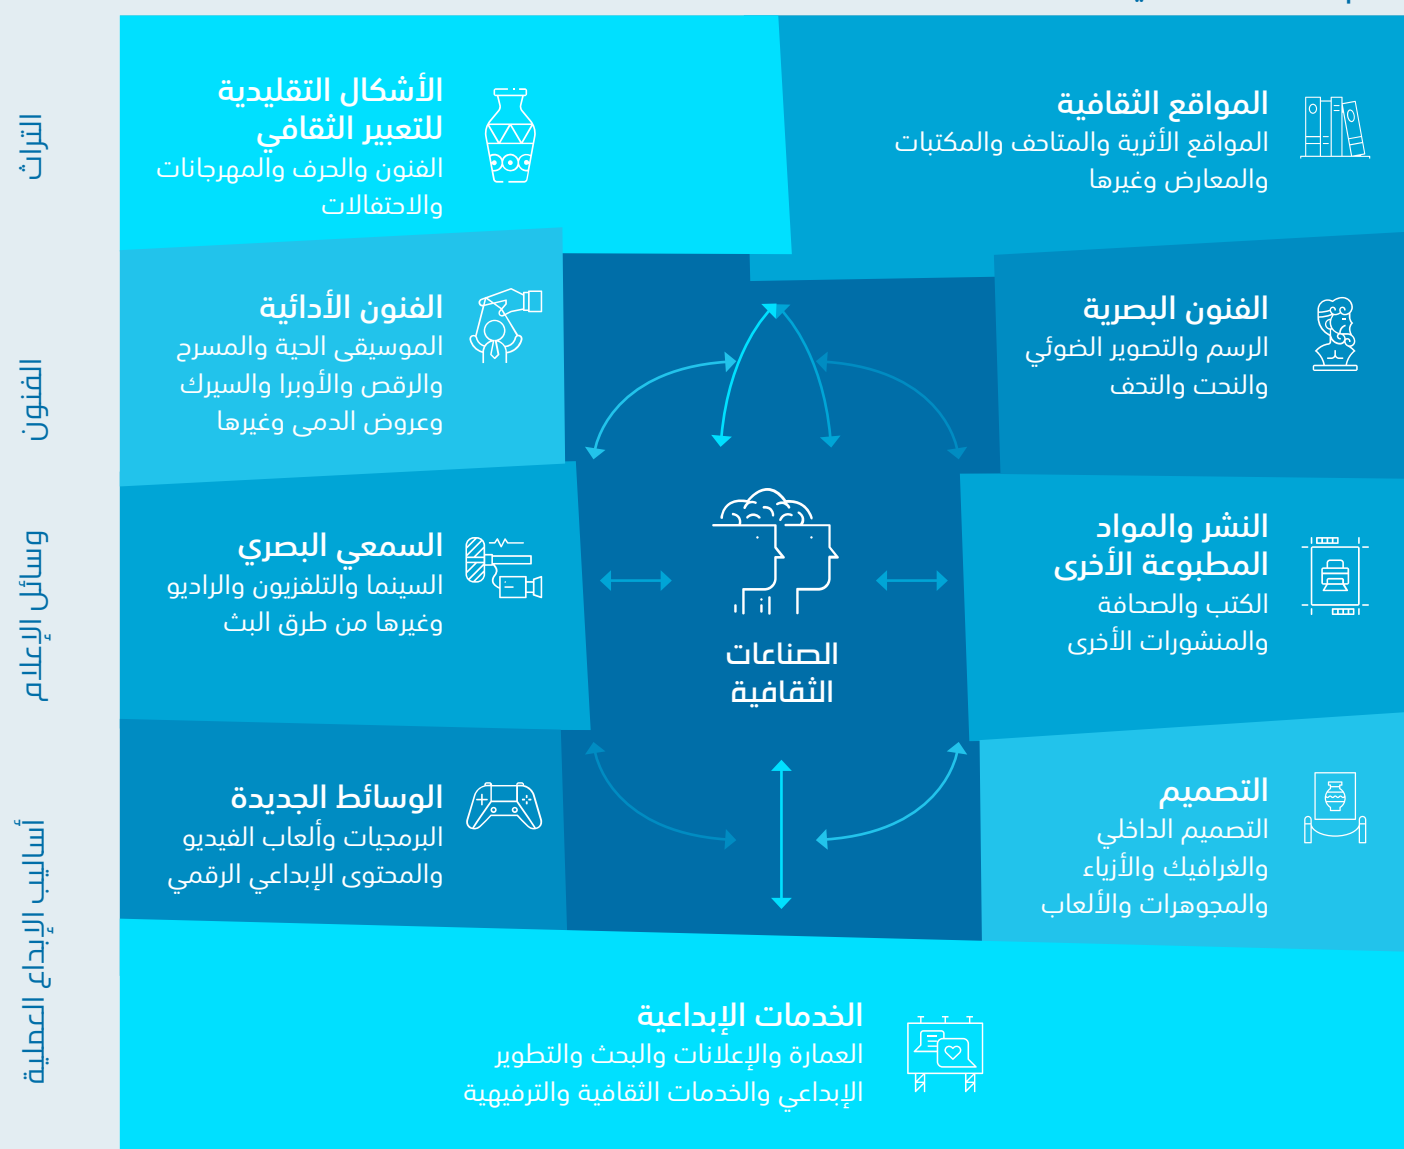 المواقع الثقافية
المواقع الأثرية والمتاحف والمكتبات
والمعارض وغيرها
الأشكال التقليدية
للتعبير الثقافي
الفنون والحرف والمهرجانات
والاحتفالات
التراث
الفنون البصرية
الرسم والتصوير الضوئي
والنحت والتحف
الفنون الأدائية
الموسيقى الحية والمسرح
والرقص والأوبرا والسيرك
وعروض الدمى وغيرها
الفنون
النشر والمواد
المطبوعة الأخرى
الكتب والصحافة
والمنشورات الأخرى
الصناعات
الثقافية
السمعي البصري
السينما والتلفزيون والراديو
وغيرها من طرق البث
وسائل الإعلام
التصميم
التصميم الداخلي
والغرافيك والأزياء
والمجوهرات والألعاب
الوسائط الجديدة
البرمجيات وألعاب الفيديو
والمحتوى الإبداعي الرقمي
الخدمات الإبداعية
العمارة والإعلانات والبحث والتطوير
الإبداعي والخدمات الثقافية والترفيهية
أساليب الإبداع العملية